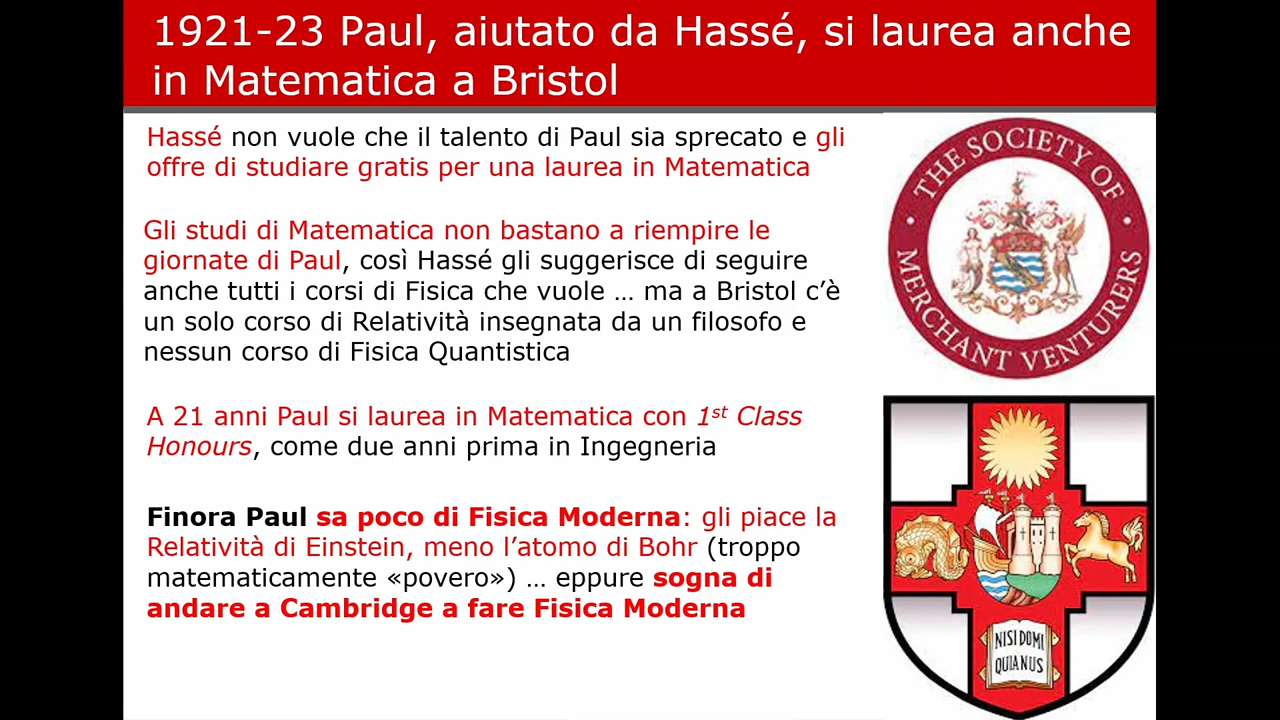 1921-23 Paul, aiutato da Hassé, si laurea anche
in Matematica a Bristol
Hassé non vuole che il talento di Paul sia sprecato e gli
offre di studiare gratis per una laurea in Matematica
Gli studi di Matematica non bastano a riempire le
giornate di Paul, così Hassé gli suggerisce di seguire
anche tutti i corsi di Fisica che vuole … ma a Bristol c’è
un solo corso di Relatività insegnata da un filosofo e
nessun corso di Fisica Quantistica
A 21 anni Paul si laurea in Matematica con 1st Class
Honours, come due anni prima in Ingegneria
Finora Paul sa poco di Fisica Moderna: gli piace la
Relatività di Einstein, meno l’atomo di Bohr (troppo
matematicamente «povero») … eppure sogna di
andare a Cambridge a fare Fisica Moderna
THE SOCIETY OF
MERCHANT VENTURERS
NISI DOMI
QUIA NUS